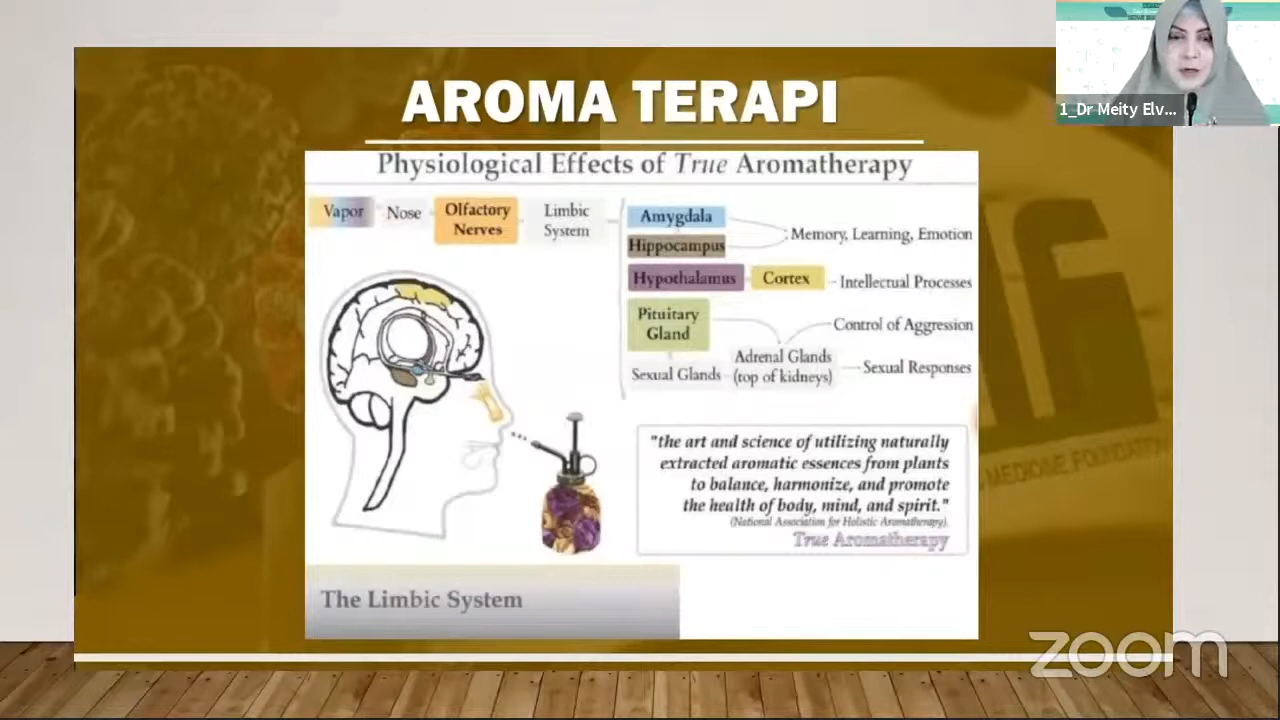 AROMA TERAPI
1_Dr Meity Elv...
Physiological Effects of True Aromatherapy
Vapor
Nose
Olfactory
Nerves
Limbic
System
Amygdala
Hippocampus
Memory, Learning, Emotion
Hypothalamus
Cortex
Intellectual Processes
Pituitary
Gland
Control of Aggression
Adrenal Glands
(top of kidneys)
Sexual Responses
Sexual Glands
"the art and science of utilizing naturally
extracted aromatic essences from plants
to balance, harmonize, and promote
the health of body, mind, and spirit."
(National Association for Holistic Aromatherapy).
True Aromatherapy
The Limbic System
MEDICINE FOUNDATION
zoom